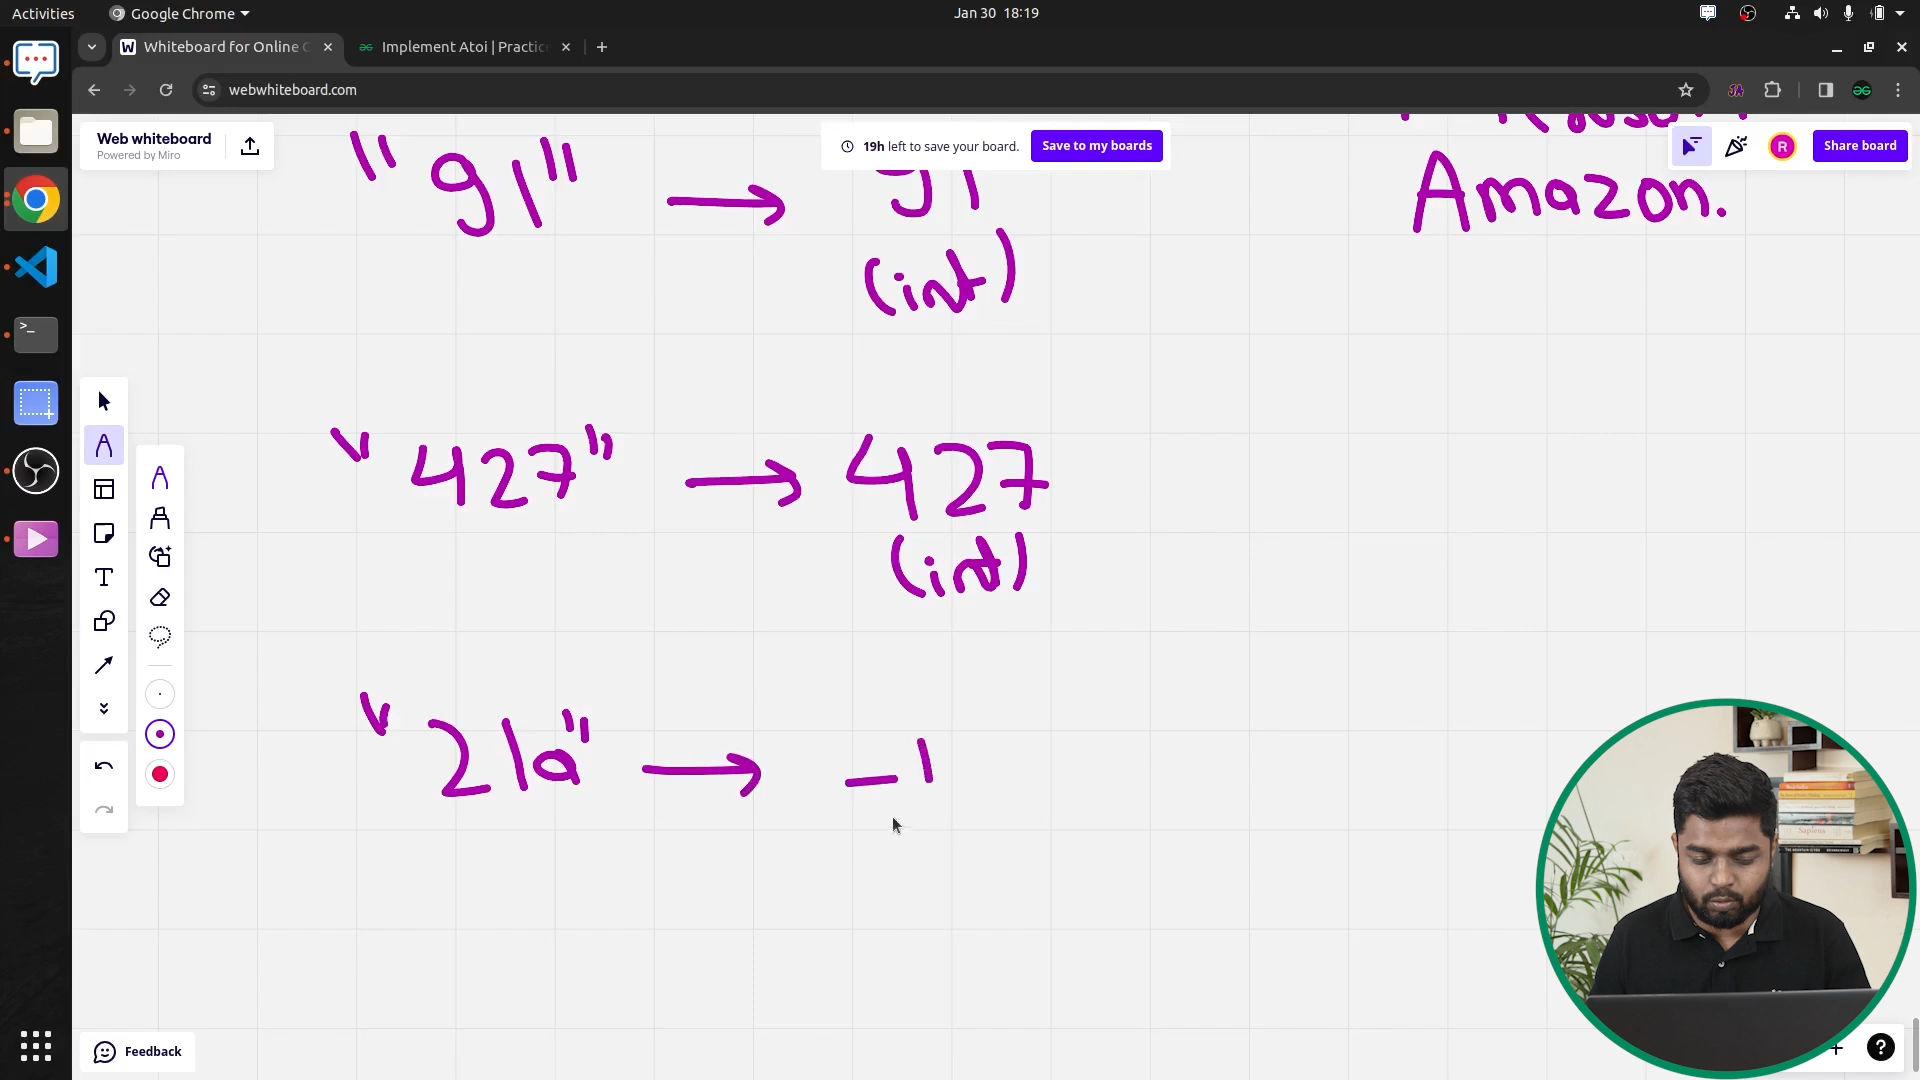 Activities Google Chrome Jan 30 18:19
Whiteboard for Online C Implement Atoi | Practic
webwhiteboard.com
Web whiteboard
Powered by Miro
19h left to save your board. Save to my boards
R Share board
"91" → 91
(int)
Amazon.
"427" → 427
(int)
"21a" → -1
Feedback